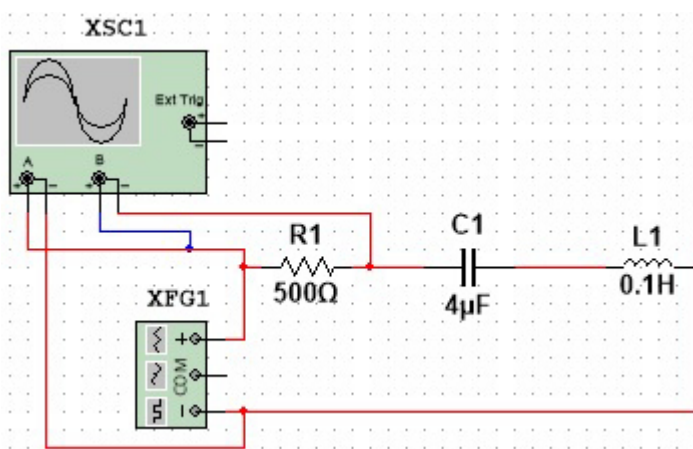 XSC1
Ext Trig
+
−
A
B
+ − + −
R1
500Ω
C1
4µF
L1
0.1H
XFG1
+
COM
−